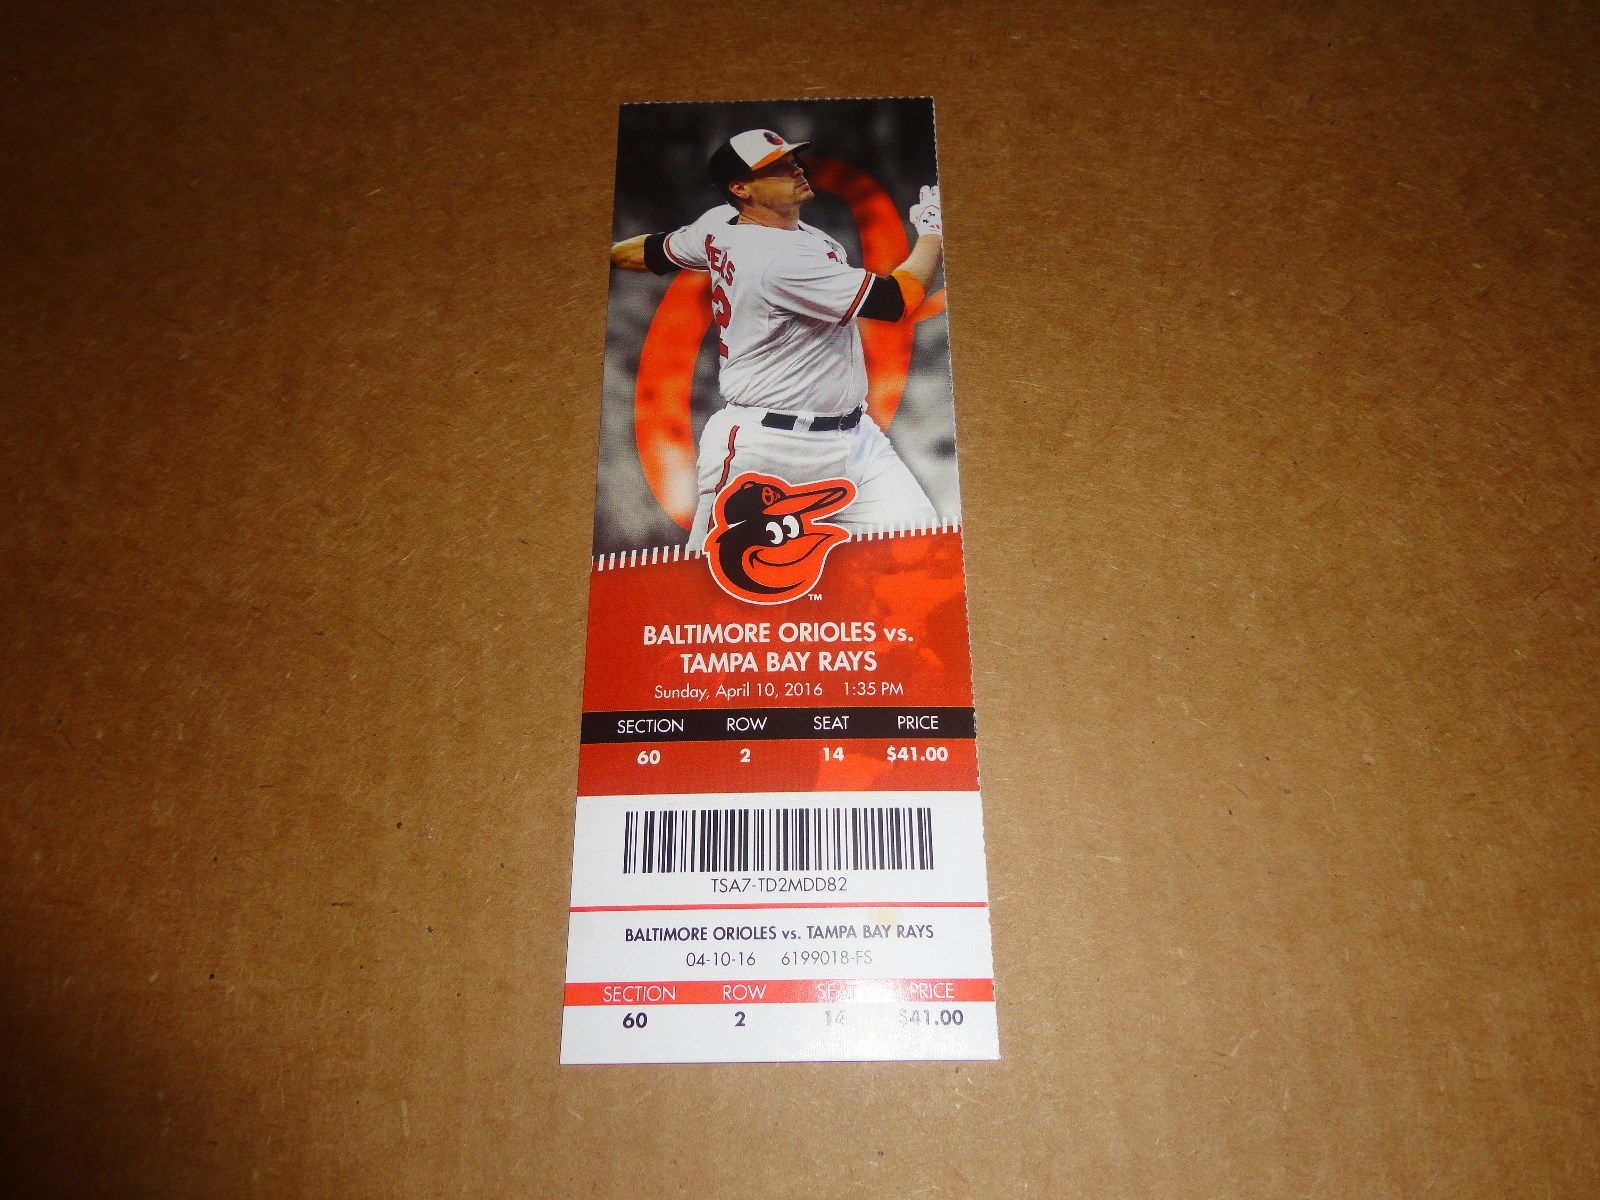 BALTIMORE ORIOLES vs.
TAMPA BAY RAYS
Sunday, April 10, 2016 1:35 PM
SECTION ROW SEAT PRICE
60 2 14 $41.00
TSA7-TD2MDD82
BALTIMORE ORIOLES vs. TAMPA BAY RAYS
04-10-16 6199018-FS
SECTION ROW SEAT PRICE
60 2 14 $41.00